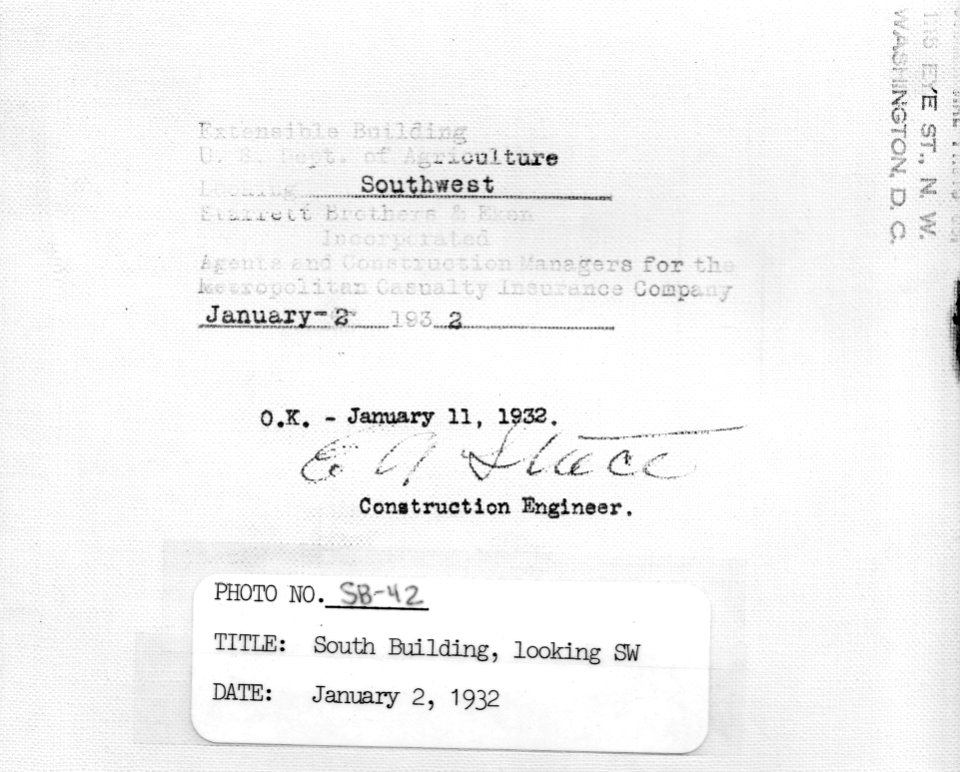 Extensible Building
U. S. Dept. of Agriculture
Looking Southwest
Starrett Brothers & Eken
Incorporated
Agents and Construction Managers for the
Metropolitan Casualty Insurance Company
January-2 193 2
O.K. - January 11, 1932.
E A
Construction Engineer.
PHOTO NO. SB-42
TITLE: South Building, looking SW
DATE: January 2, 1932
EYE ST., N. W.
WASHINGTON, D. C.